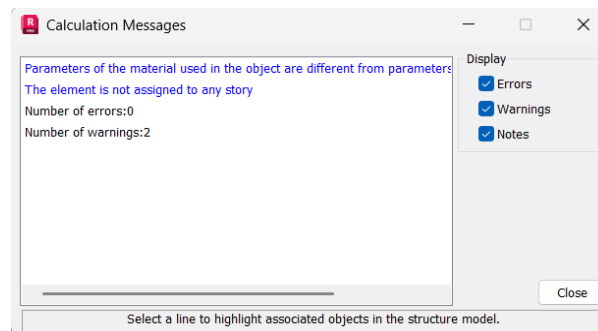 Calculation Messages
Parameters of the material used in the object are different from parameters
The element is not assigned to any story
Number of errors:0
Number of warnings:2
Display
Errors
Warnings
Notes
Close
Select a line to highlight associated objects in the structure model.